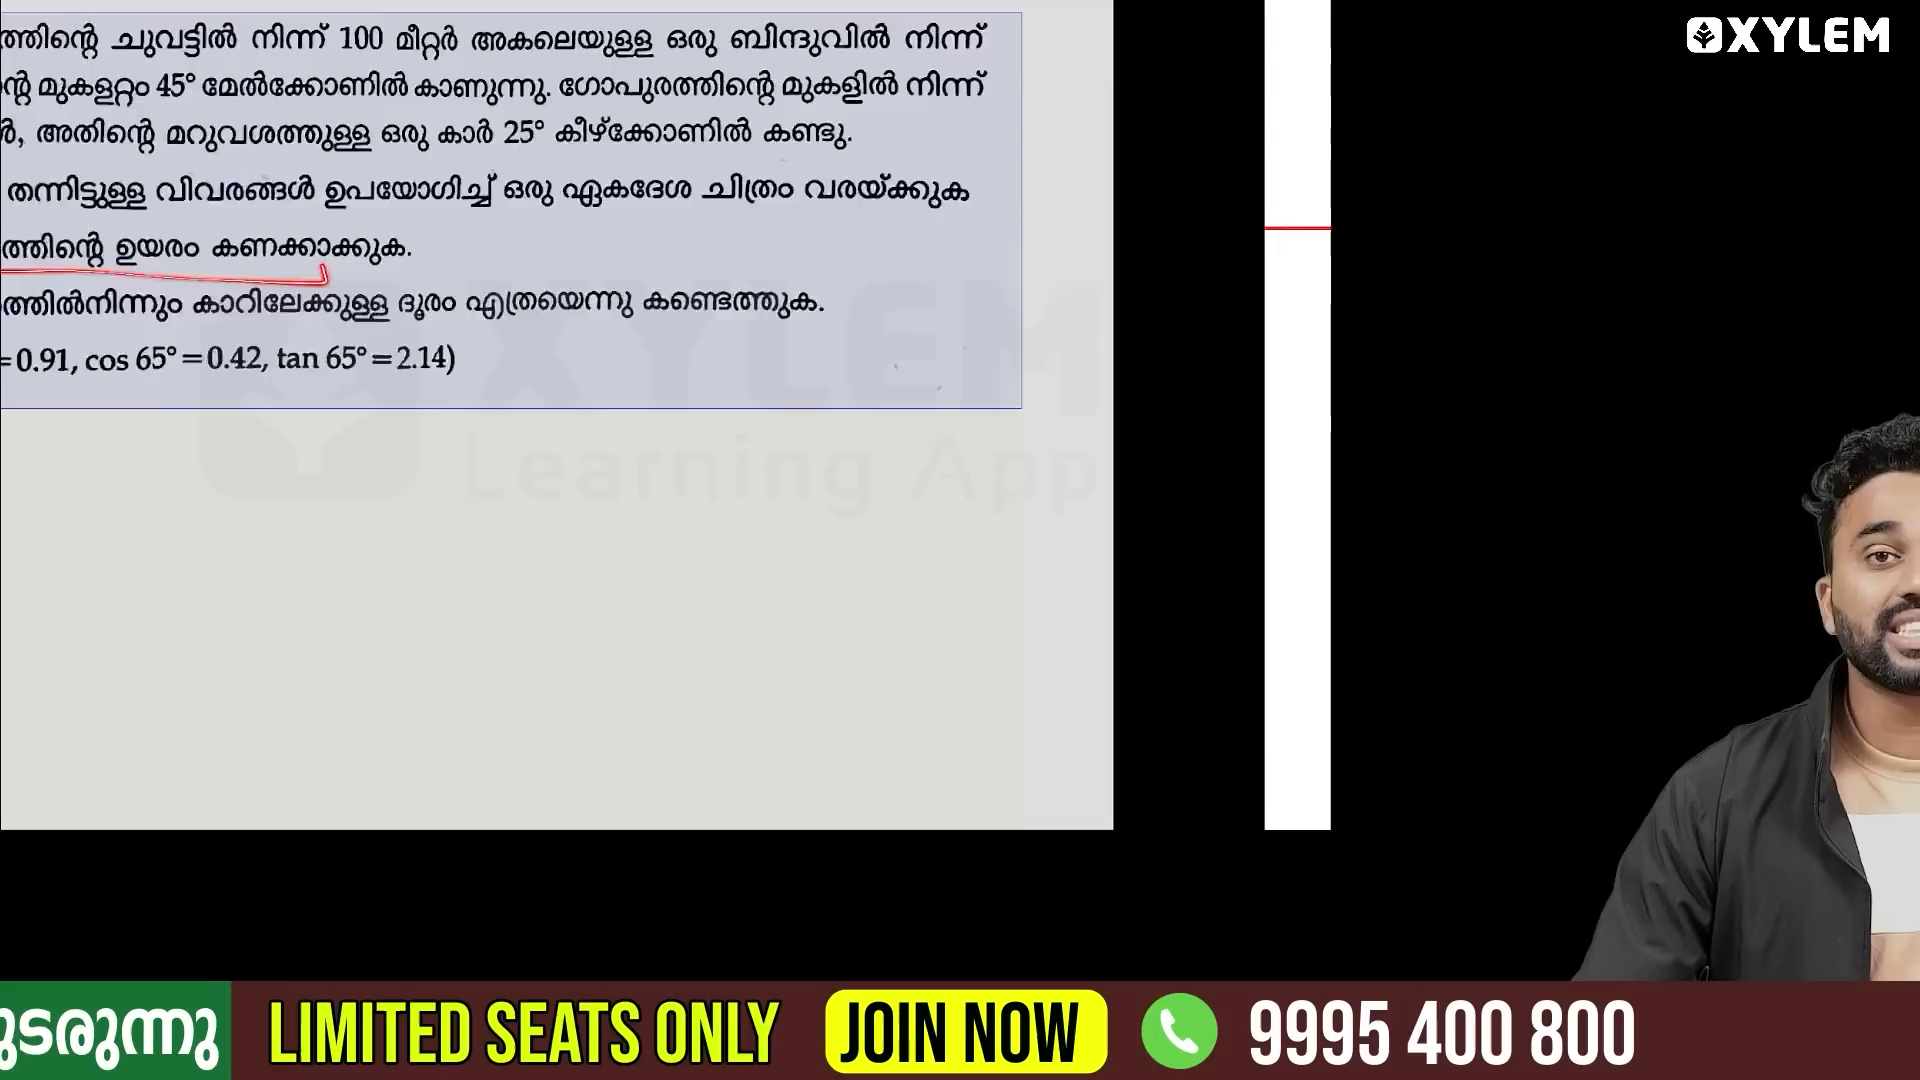 ത്തിന്റെ ചുവട്ടിൽ നിന്ന് 100 മീറ്റർ അകലെയുള്ള ഒരു ബിന്ദുവിൽ നിന്ന്
ന്റെ മുകളറ്റം 45° മേൽക്കോണിൽ കാണുന്നു. ഗോപുരത്തിന്റെ മുകളിൽ നിന്ന്
ൽ, അതിന്റെ മറുവശത്തുള്ള ഒരു കാർ 25° കീഴ്ക്കോണിൽ കണ്ടു.
തന്നിട്ടുള്ള വിവരങ്ങൾ ഉപയോഗിച്ച് ഒരു ഏകദേശ ചിത്രം വരയ്ക്കുക
ത്തിന്റെ ഉയരം കണക്കാക്കുക.
ത്തിൽനിന്നും കാറിലേക്കുള്ള ദൂരം എത്രയെന്നു കണ്ടെത്തുക.
=0.91, cos 65°=0.42, tan 65°=2.14)
XYLEM
Learning App
XYLEM
ടരുന്നു LIMITED SEATS ONLY JOIN NOW 9995 400 800